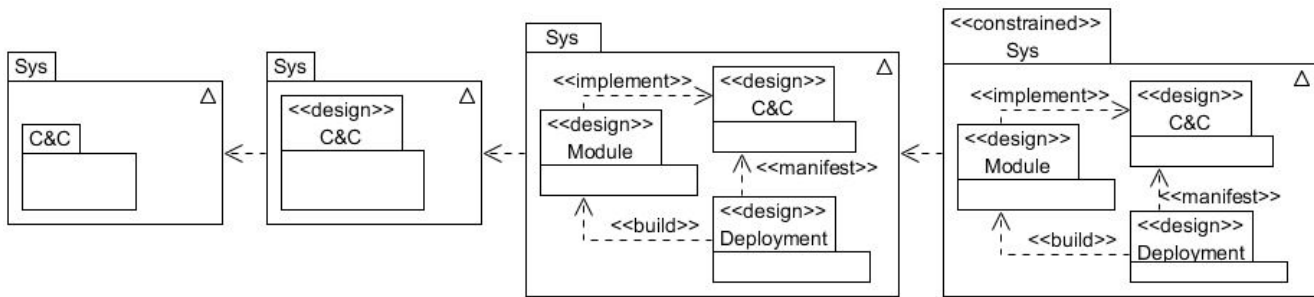 Sys
C&C
Sys
<<design>>
C&C
Sys
<<implement>>
<<design>>
C&C
<<design>>
Module
<<manifest>>
<<design>>
Deployment
<<build>>
<<constrained>>
Sys
<<implement>>
<<design>>
C&C
<<design>>
Module
<<manifest>>
<<design>>
Deployment
<<build>>